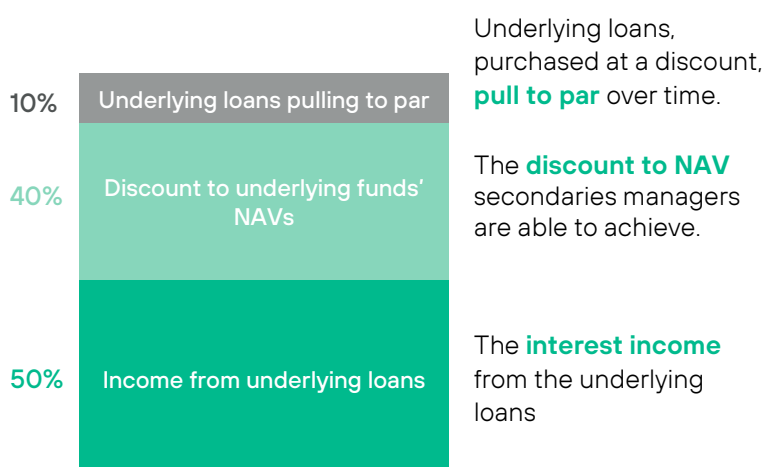 10%
Underlying loans pulling to par
Underlying loans,
purchased at a discount,
pull to par over time.
40%
Discount to underlying funds’
NAVs
The discount to NAV
secondaries managers
are able to achieve.
50%
Income from underlying loans
The interest income
from the underlying
loans